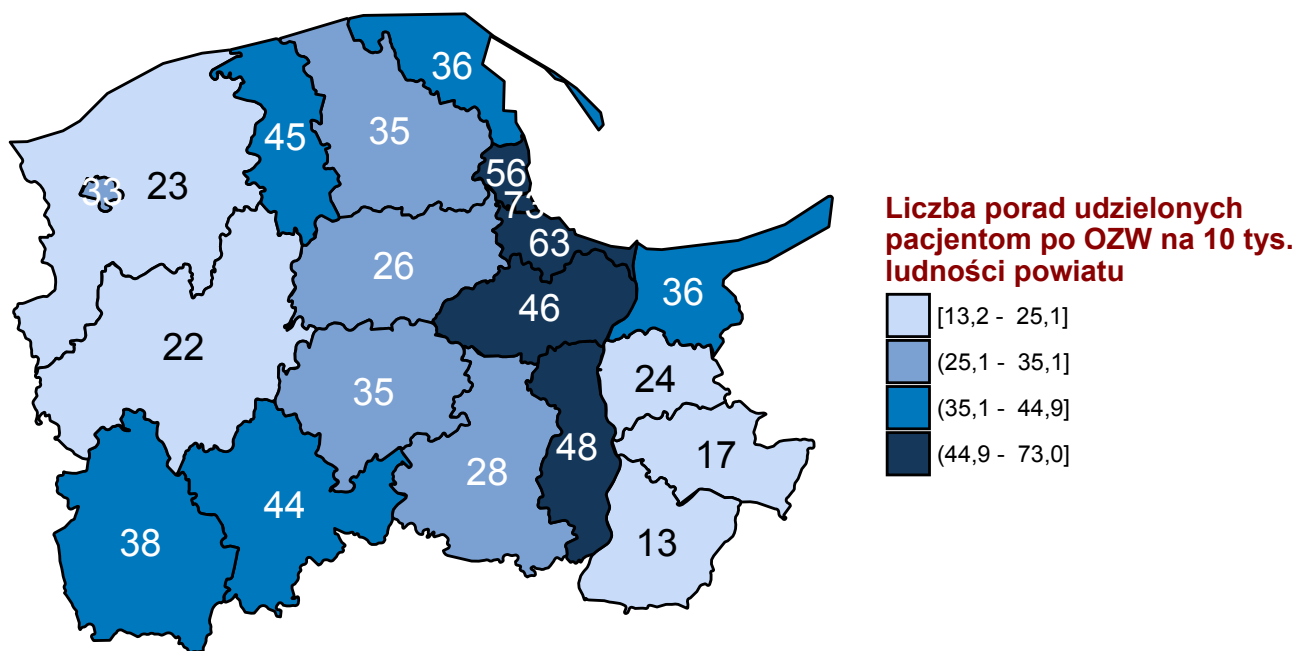 36
45
35
56
33
23
73
63
26
36
46
22
24
35
48
17
28
44
38
13
Liczba porad udzielonych
pacjentom po OZW na 10 tys.
ludności powiatu
[13,2 - 25,1]
(25,1 - 35,1]
(35,1 - 44,9]
(44,9 - 73,0]